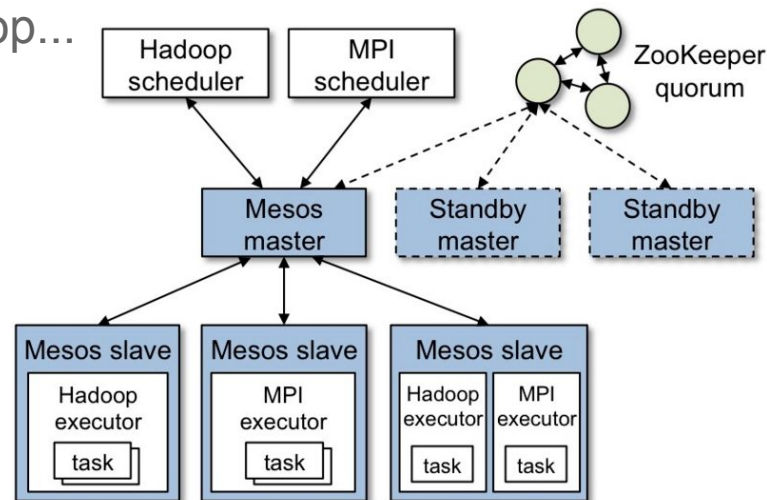 op...
Hadoop
scheduler
MPI
scheduler
ZooKeeper
quorum
Mesos
master
Standby
master
Standby
master
Mesos slave
Hadoop
executor
task
Mesos slave
MPI
executor
task
Mesos slave
Hadoop
executor
task
MPI
executor
task